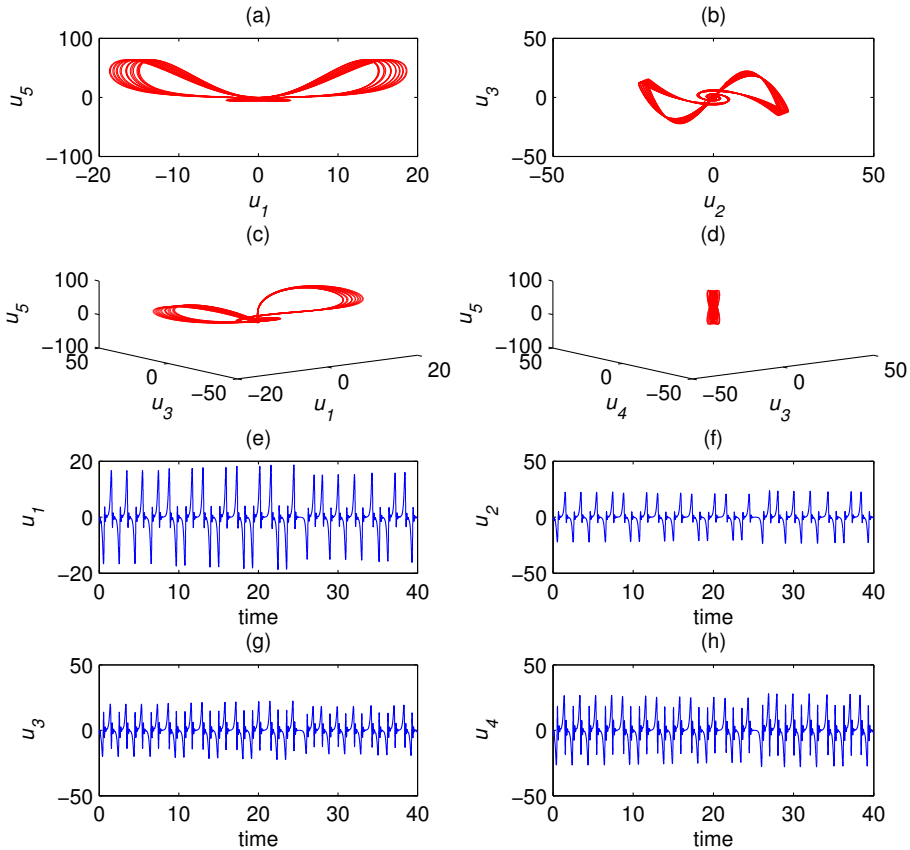 (a) (b)
100 50
u5 0 u3 0
−100 −50
−20 −10 0 10 20 −50 0 50
u1 u2
(c) (d)
100 100
u5 0 u5 0
−100 −100
50 0 −50 −20 0 20 50 0 −50 −50 0 50
u3 u1 u4 u3
(e) (f)
20 50
u1 0 u2 0
−20 −50
0 10 20 30 40 0 10 20 30 40
time time
(g) (h)
50 50
u3 0 u4 0
−50 −50
0 10 20 30 40 0 10 20 30 40
time time